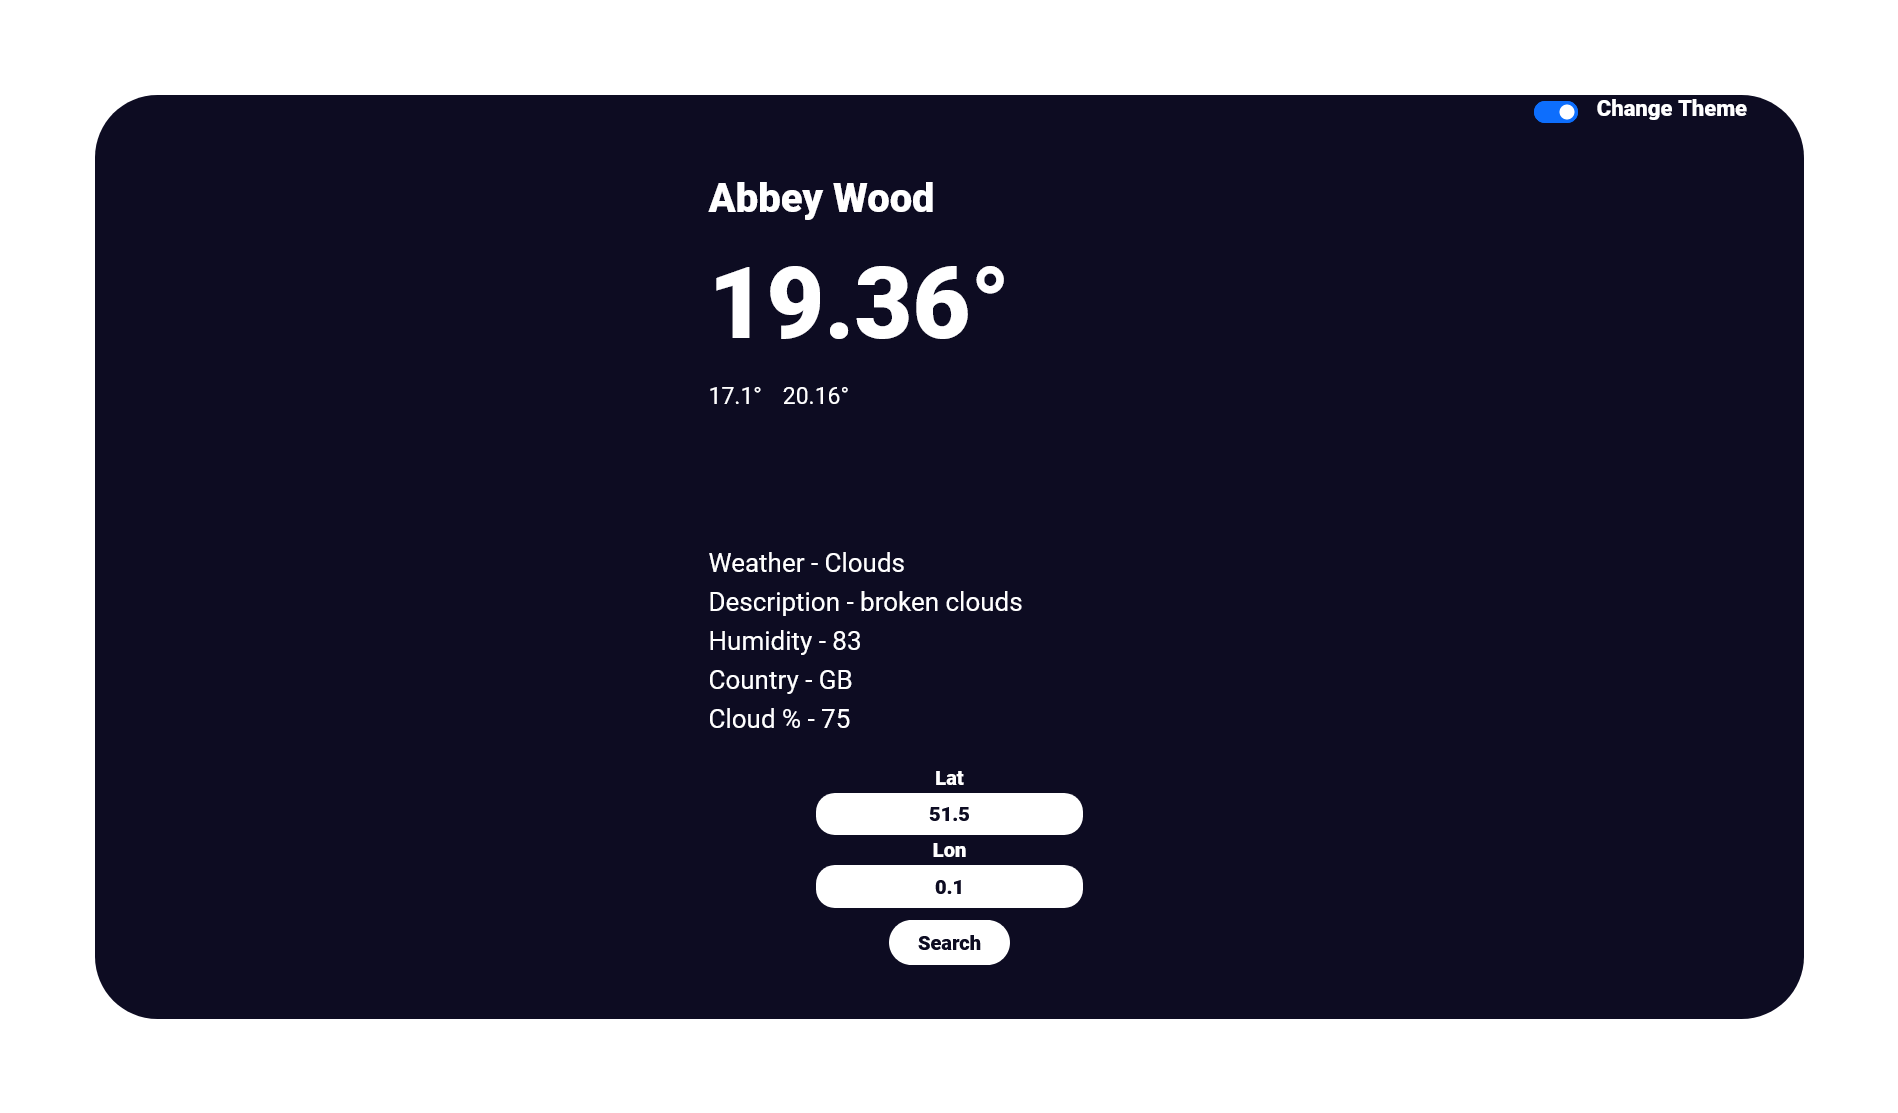 Change Theme
Abbey Wood
19.36°
17.1° 20.16°
Weather - Clouds
Description - broken clouds
Humidity - 83
Country - GB
Cloud % - 75
Lat
51.5
Lon
0.1
Search